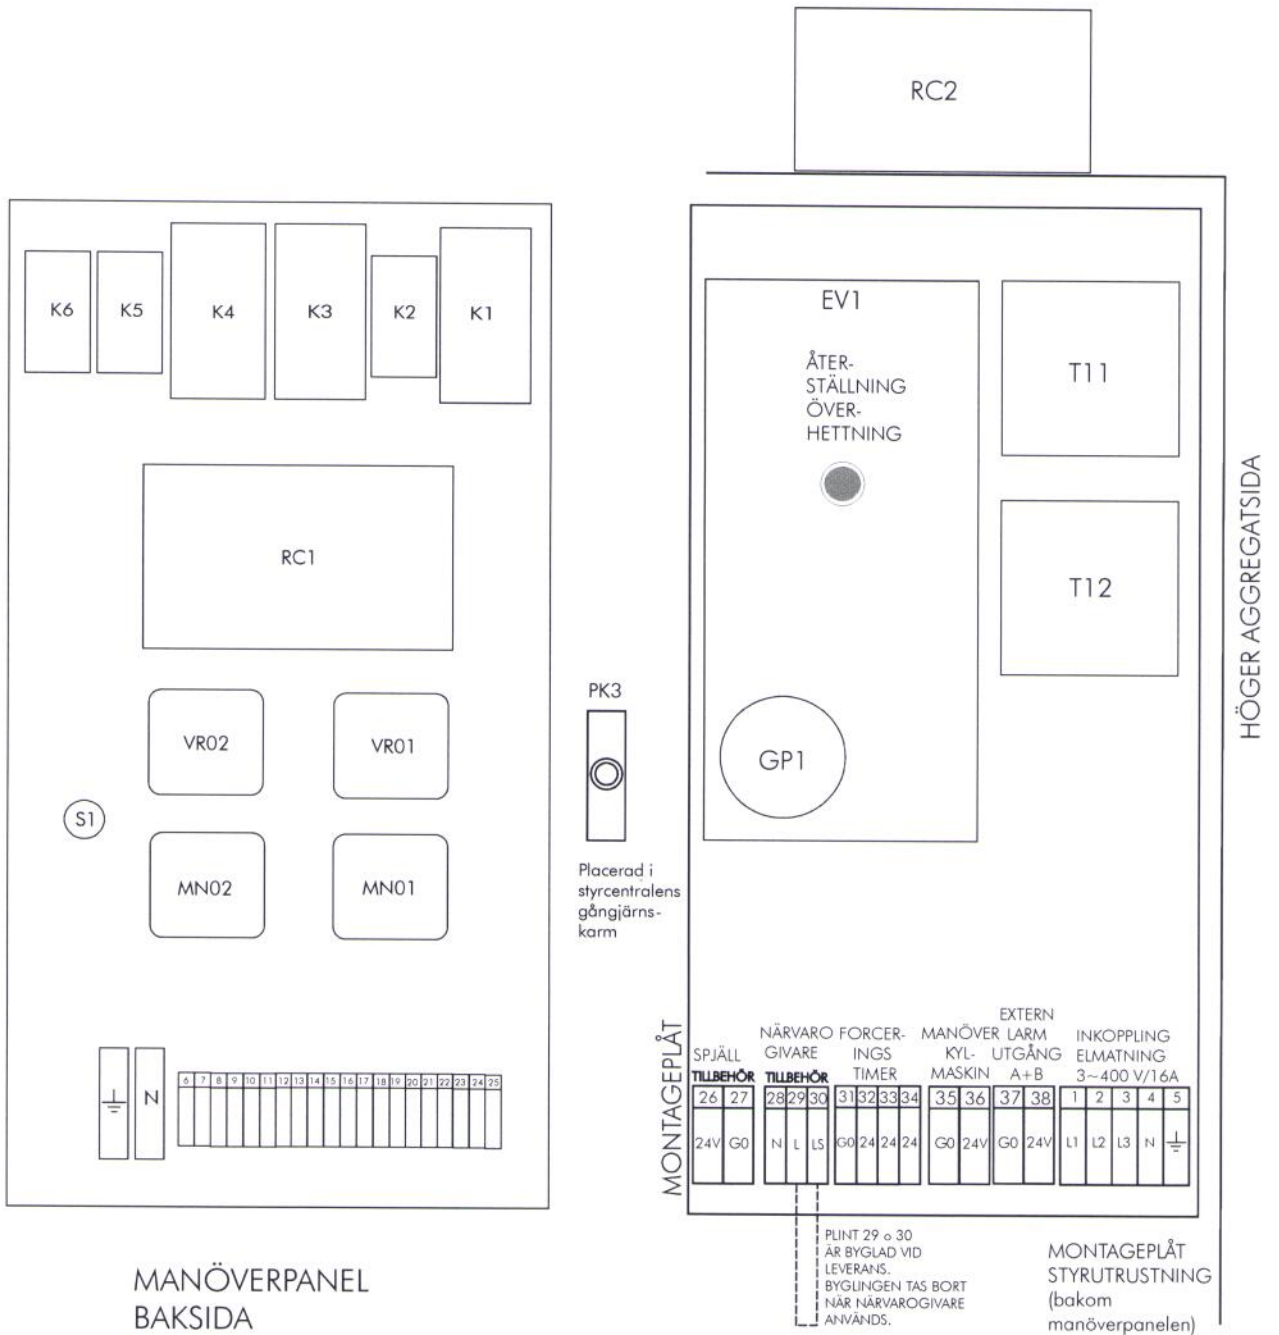 RC2
K6
K5
K4
K3
K2
K1
RC1
VR02
VR01
S1
MN02
MN01
N
6 7 8 9 10 11 12 13 14 15 16 17 18 19 20 21 22 23 24 25
MANÖVERPANEL
BAKSIDA
PK3
Placerad i
styrcentralens
gångjärns-
karm
EV1
ÅTER-
STÄLLNING
ÖVER-
HETTNING
GP1
T11
T12
HÖGER AGGREGATSIDA
MONTAGEPLÅT
SPJÄLL
TILLBEHÖR
26 27
24V G0
NÄRVARO
GIVARE
TILLBEHÖR
28 29 30
N L LS
FORCER-
INGS
TIMER
31 32 33 34
G0 24 24 24
MANÖVER
KYL-
MASKIN
35 36
G0 24V
EXTERN
LARM
UTGÅNG
A+B
37 38
G0 24V
INKOPPLING
ELMATNING
3~400 V/16A
1 2 3 4 5
L1 L2 L3 N
PLINT 29 o 30
ÄR BYGLAD VID
LEVERANS.
BYGLINGEN TAS BORT
NÄR NÄRVAROGIVARE
ANVÄNDS.
MONTAGEPLÅT
STYRUTRUSTNING
(bakom
manöverpanelen)